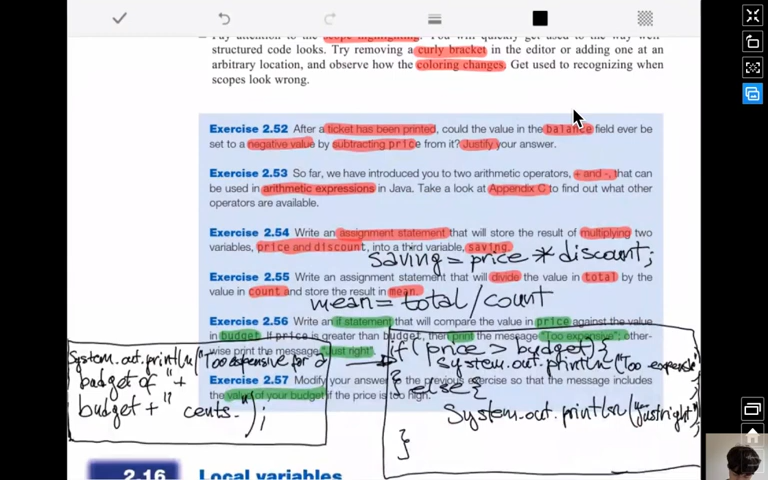 Pay attention to the scope highlighting. You will quickly get used to the way well
structured code looks. Try removing a curly bracket in the editor or adding one at an
arbitrary location, and observe how the coloring changes. Get used to recognizing when
scopes look wrong.
Exercise 2.52 After a ticket has been printed, could the value in the balance field ever be
set to a negative value by subtracting price from it? Justify your answer.
Exercise 2.53 So far, we have introduced you to two arithmetic operators, + and -, that can
be used in arithmetic expressions in Java. Take a look at Appendix C to find out what other
operators are available.
Exercise 2.54 Write an assignment statement that will store the result of multiplying two
variables, price and discount, into a third variable, saving.
saving = price * discount;
Exercise 2.55 Write an assignment statement that will divide the value in total by the
value in count and store the result in mean.
mean = total / count
Exercise 2.56 Write an if statement that will compare the value in price against the value
in budget. If price is greater than budget, then print the message "Too expensive"; other-
wise print the message "Just right".
Exercise 2.57 Modify your answer to the previous exercise so that the message includes
the value of your budget if the price is too high.
System.out.println("Too expensive for a
budget of " +
budget + " cents.");
if (price > budget){
System.out.println("Too expensive"
);
} else {
System.out.println("just right"
);
}
2.16 Local variables